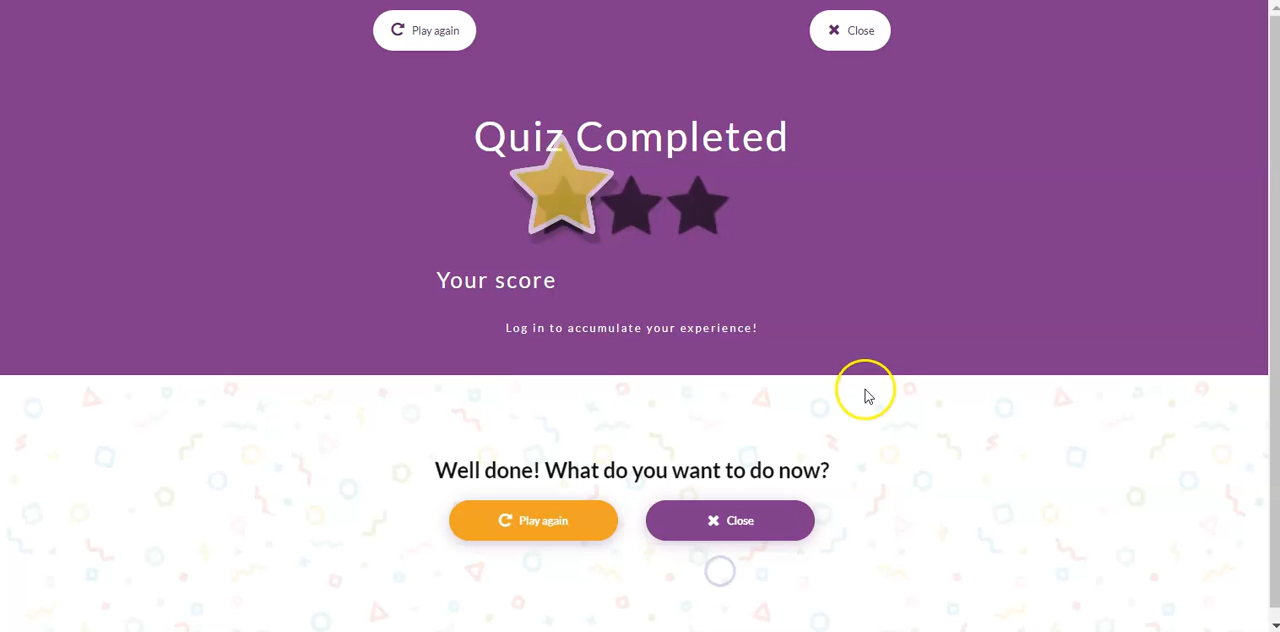 Play again
Close
Quiz Completed
Your score
Log in to accumulate your experience!
Well done! What do you want to do now?
Play again
Close